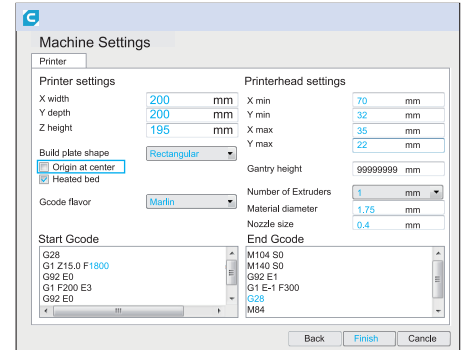 Machine Settings
Printer
Printer settings
X width 200 mm
Y depth 200 mm
Z height 195 mm
Build plate shape Rectangular
Origin at center
Heated bed
Gcode flavor Marlin
Printerhead settings
X min 70 mm
Y min 32 mm
X max 35 mm
Y max 22 mm
Gantry height 99999999 mm
Number of Extruders 1 mm
Material diameter 1.75 mm
Nozzle size 0.4 mm
Start Gcode
G28
G1 Z15.0 F1800
G92 E0
G1 F200 E3
G92 E0
End Gcode
M104 S0
M140 S0
G92 E1
G1 E-1 F300
G28
M84
Back Finish Cancle